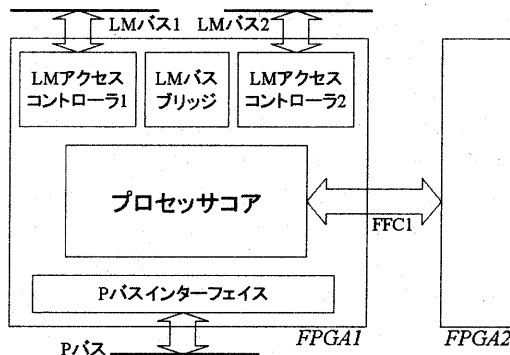 LMバス1 LMバス2
LMアクセス
コントローラ1
LMバス
ブリッジ
LMアクセス
コントローラ2
プロセッサコア
FFC1
Pバスインターフェイス
FPGA1
FPGA2
Pバス